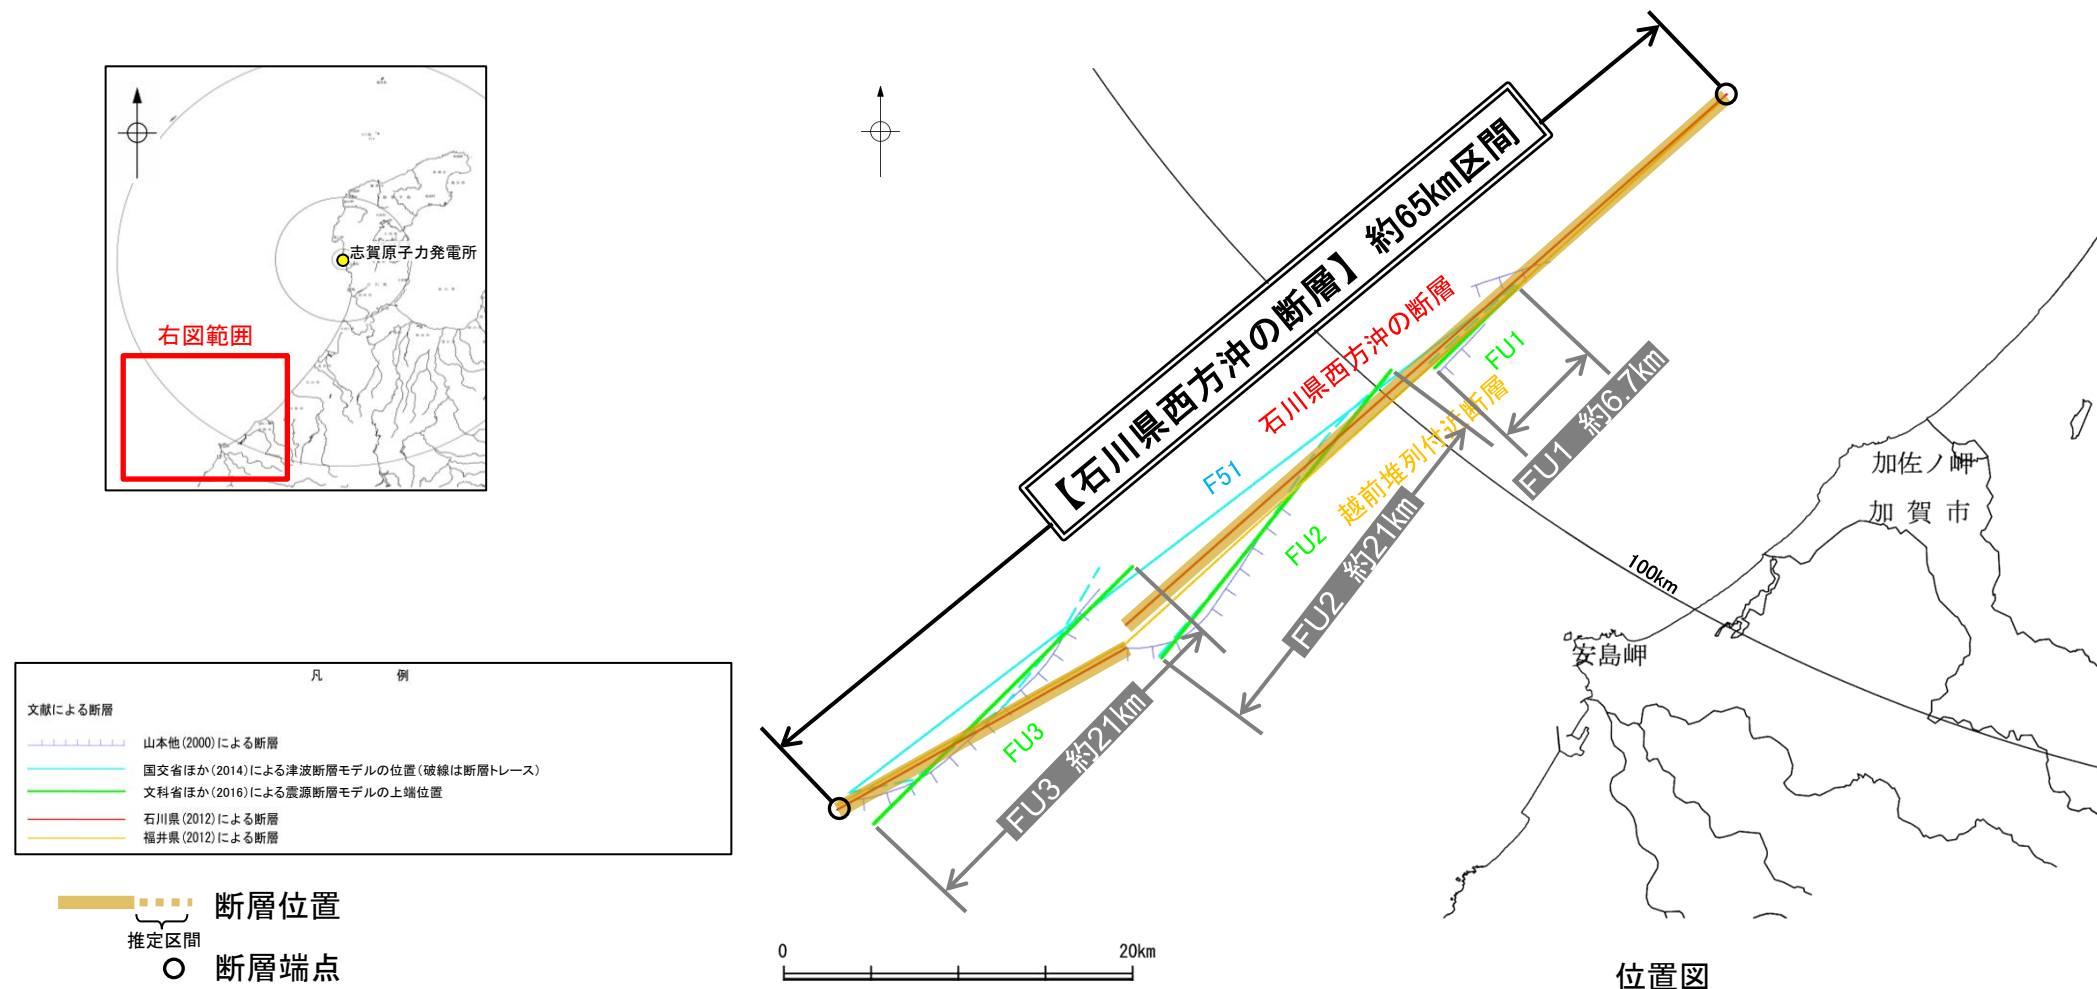 志賀原子力発電所
右図範囲
【石川県西方沖の断層】 約65km区間
石川県西方沖の断層
FU1
FU1 約6.7km
越前堆列付近断層
F51
FU2
FU2 約21km
FU3
FU3 約21km
100km
加佐ノ岬
加賀市
安島岬
凡 例
文献による断層
山本他(2000)による断層
国交省ほか(2014)による津波断層モデルの位置(破線は断層トレース)
文科省ほか(2016)による震源断層モデルの上端位置
石川県(2012)による断層
福井県(2012)による断層
断層位置
推定区間
断層端点
0 20km
位置図